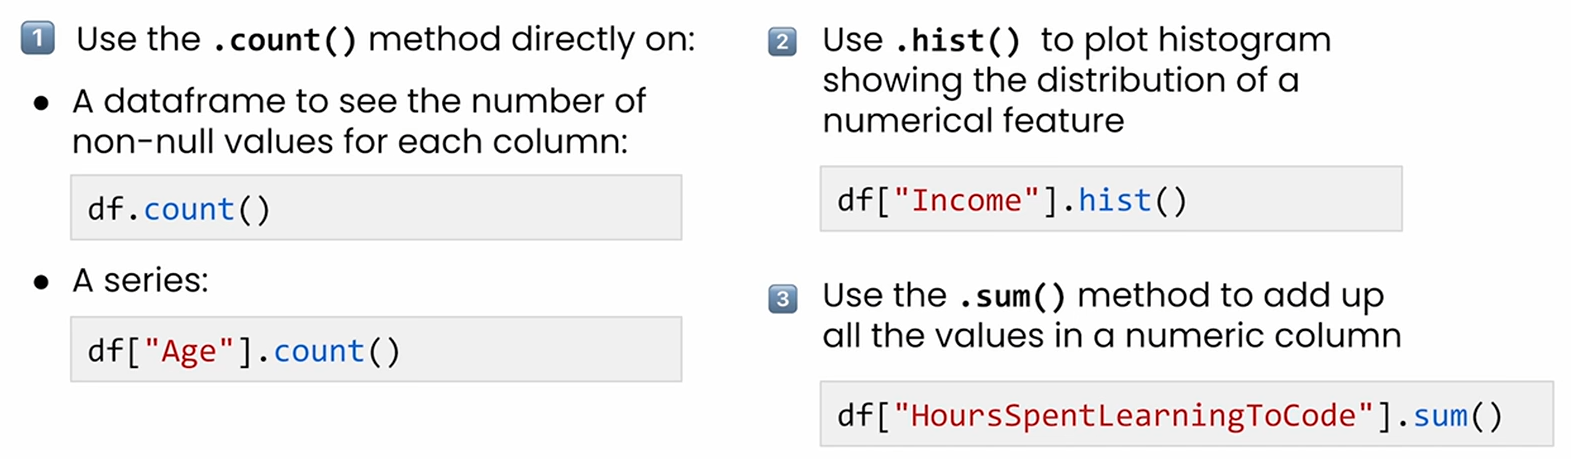 1 Use the .count() method directly on:
● A dataframe to see the number of
non-null values for each column:
df.count()
● A series:
df["Age"].count()
2 Use .hist() to plot histogram
showing the distribution of a
numerical feature
df["Income"].hist()
3 Use the .sum() method to add up
all the values in a numeric column
df["HoursSpentLearningToCode"].sum()